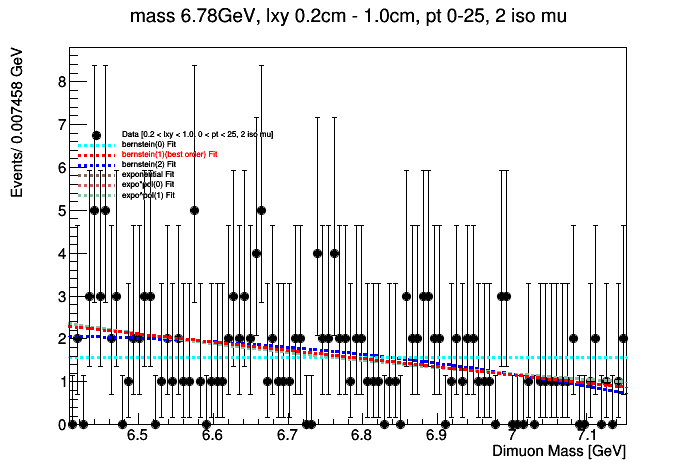 mass 6.78GeV, lxy 0.2cm - 1.0cm, pt 0-25, 2 iso mu
Events/ 0.007458 GeV
8
7
6
5
4
3
2
1
0
Data [0.2 < lxy < 1.0, 0 < pt < 25, 2 iso mu]
bernstein(0) Fit
bernstein(1)(best order) Fit
bernstein(2) Fit
exponential Fit
expo*pol(0) Fit
expo*pol(1) Fit
6.5 6.6 6.7 6.8 6.9 7 7.1
Dimuon Mass [GeV]